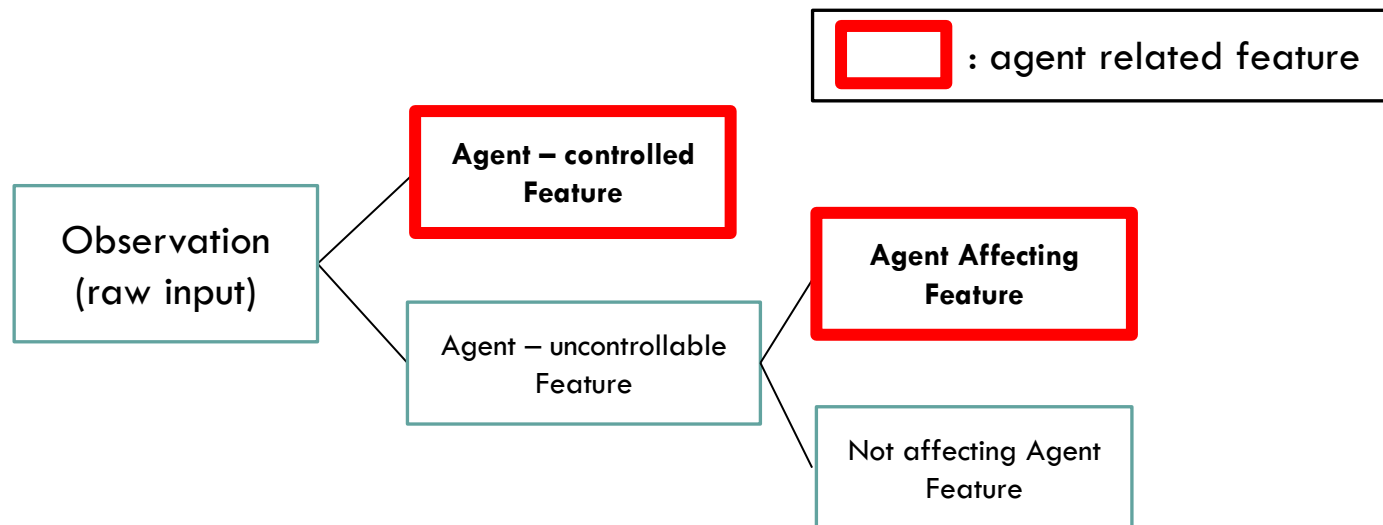 : agent related feature
Agent – controlled
Feature
Observation
(raw input)
Agent Affecting
Feature
Agent – uncontrollable
Feature
Not affecting Agent
Feature